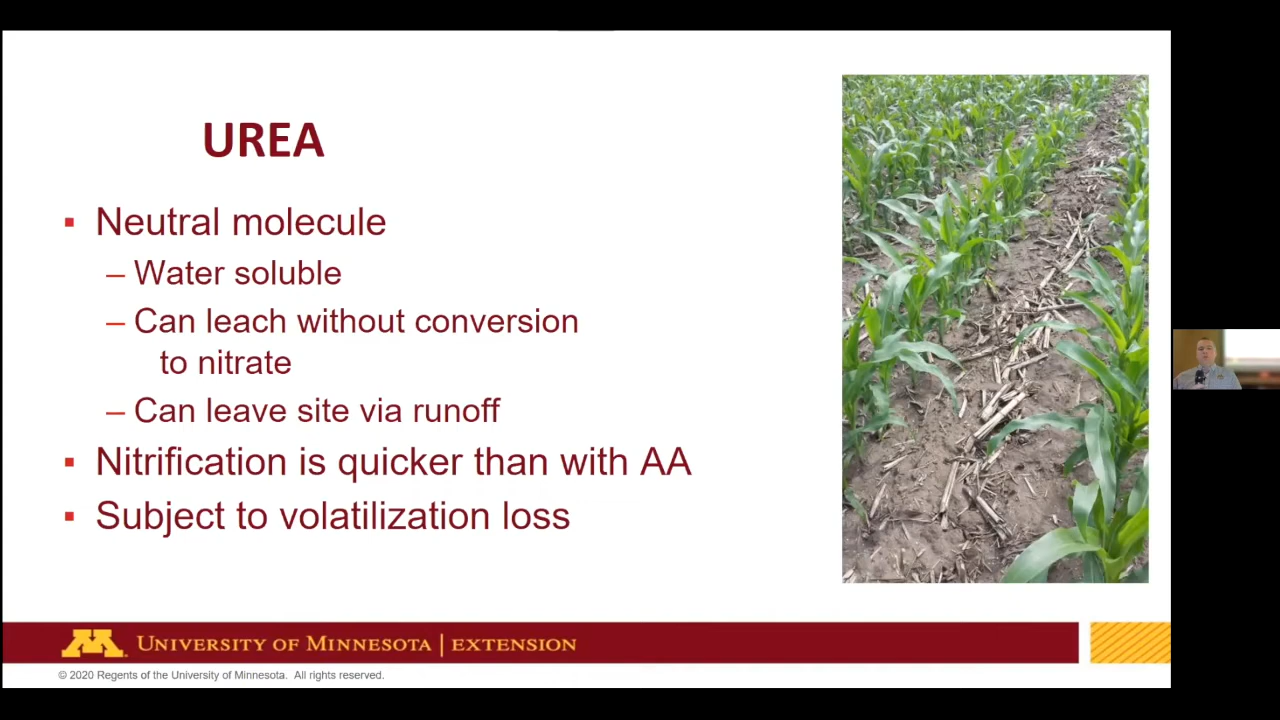 UREA
▪ Neutral molecule
– Water soluble
– Can leach without conversion
to nitrate
– Can leave site via runoff
▪ Nitrification is quicker than with AA
▪ Subject to volatilization loss
M
UNIVERSITY OF MINNESOTA | EXTENSION
© 2020 Regents of the University of Minnesota. All rights reserved.